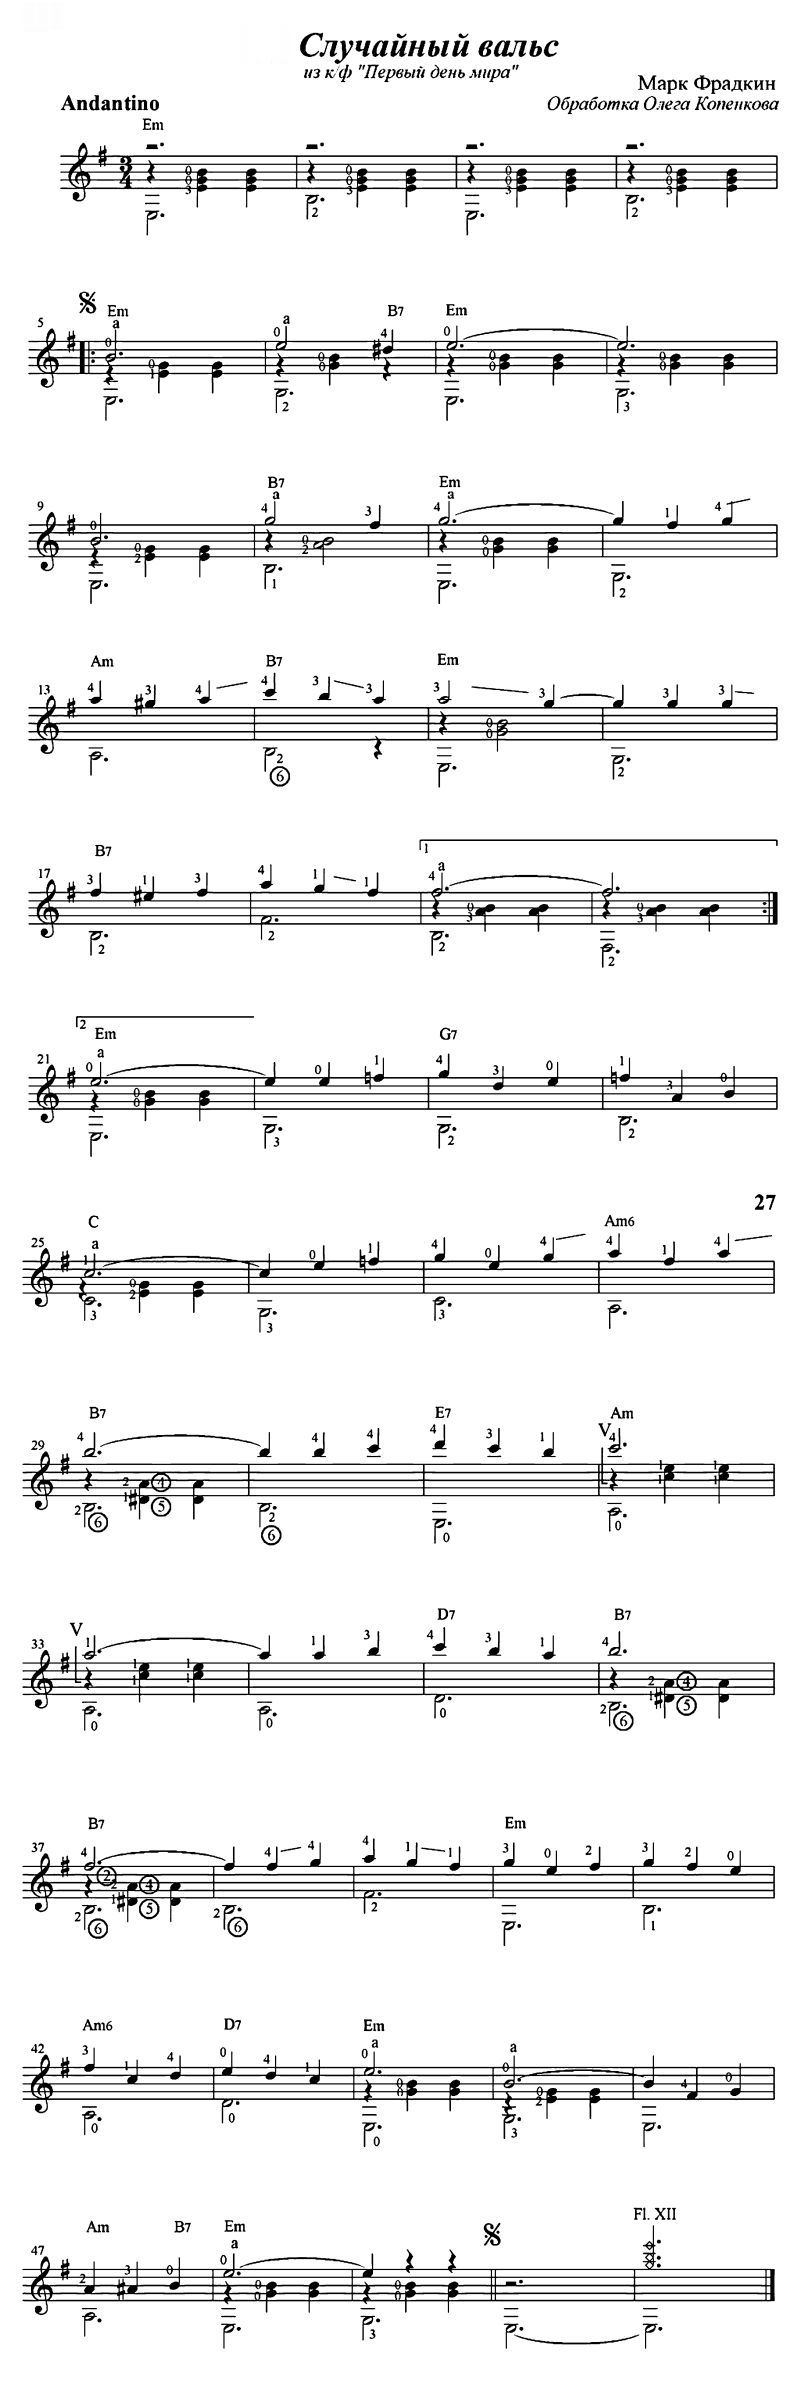 Случайный вальс
из к/ф "Первый день мира"
Марк Фрадкин
Andantino
Обработка Олега Копенкова
Em
Em B7 Em
5
B7 Em
9
Am B7 Em
13
B7
17
Em G7
21
27
C Am6
25
B7 E7 Am
29
V
D7 B7
33
B7 Em
37
Am6 D7 Em
42
Fl. XII
Am B7 Em
47